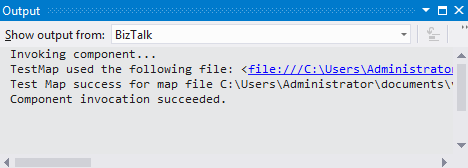 Output
Show output from: BizTalk
Invoking component...
TestMap used the following file: <file:///C:\Users\Administrator
Test Map success for map file C:\Users\Administrator\documents\
Component invocation succeeded.